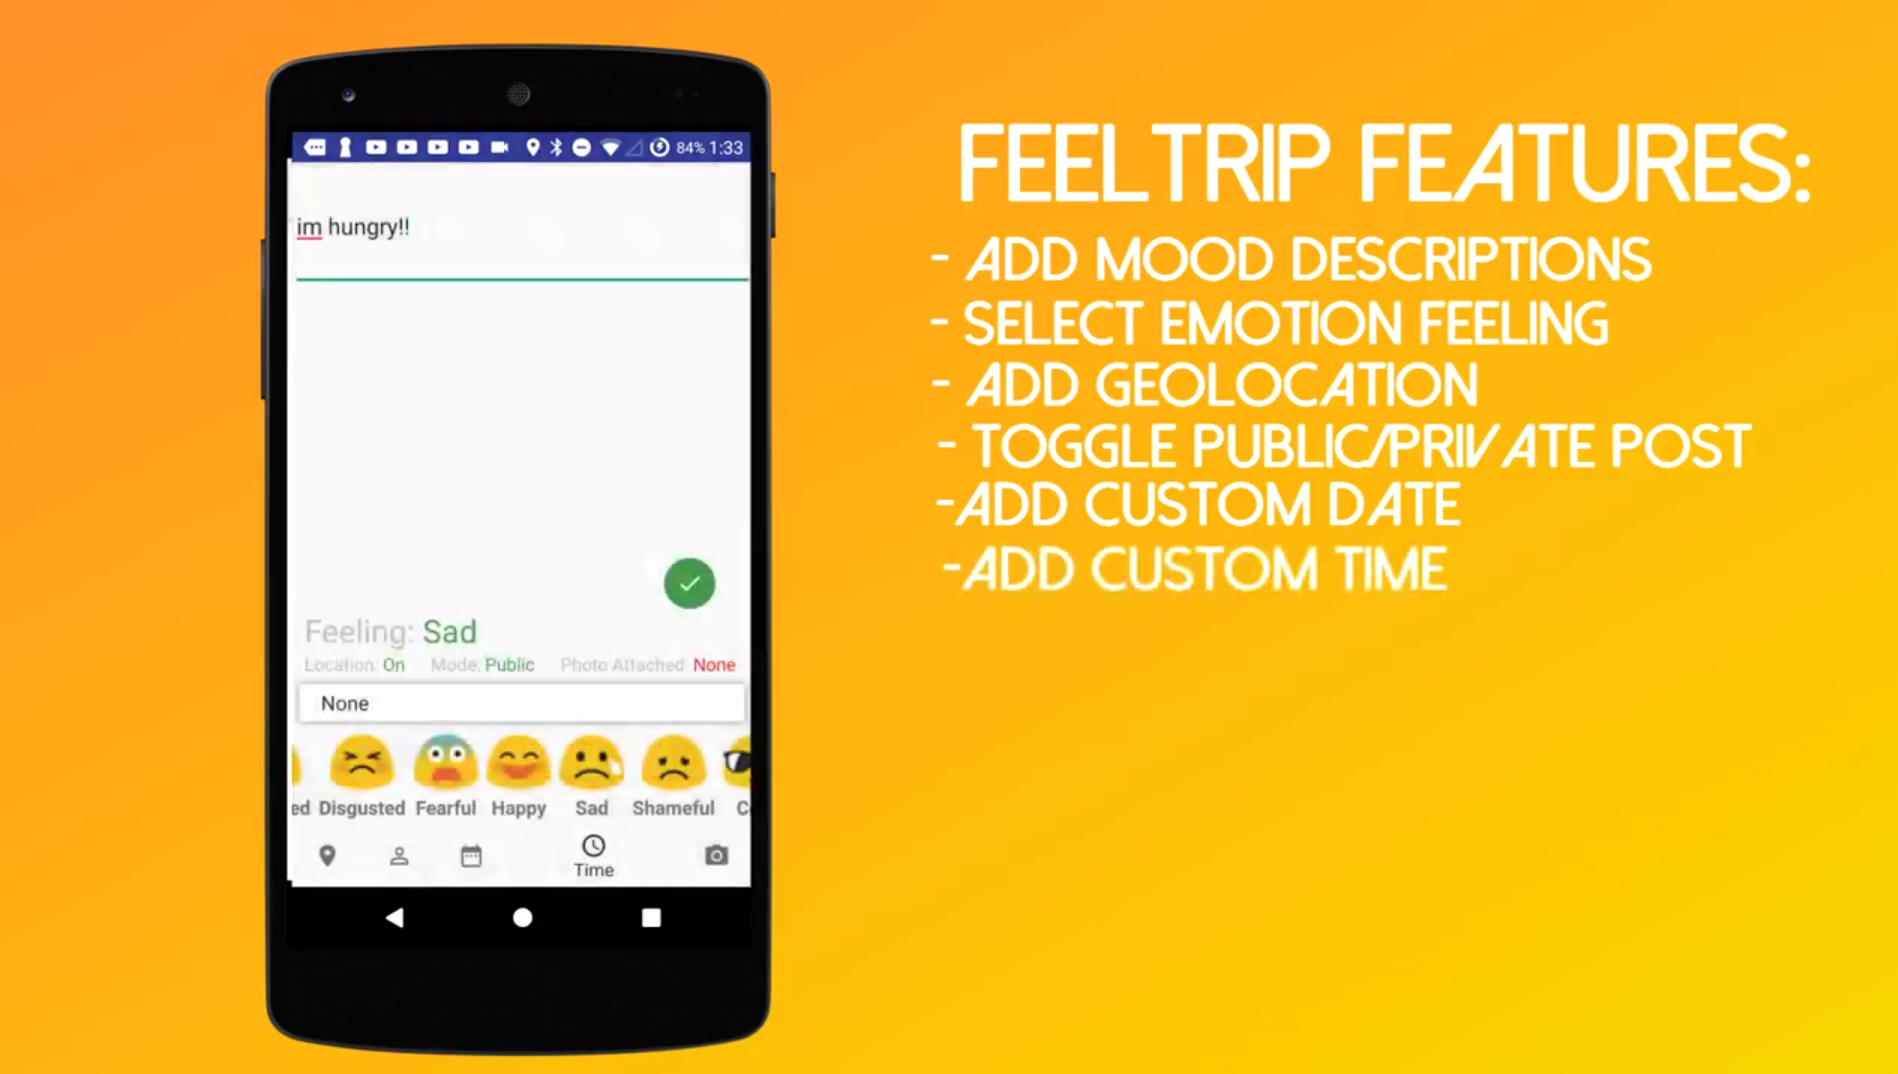 84% 1:33
im hungry!!
Feeling: Sad
Location: On Mode: Public Photo Attached: None
None
ed Disgusted Fearful Happy Sad Shameful C
Time
FEELTRIP FEATURES:
- ADD MOOD DESCRIPTIONS
- SELECT EMOTION FEELING
- ADD GEOLOCATION
- TOGGLE PUBLIC/PRIVATE POST
-ADD CUSTOM DATE
-ADD CUSTOM TIME